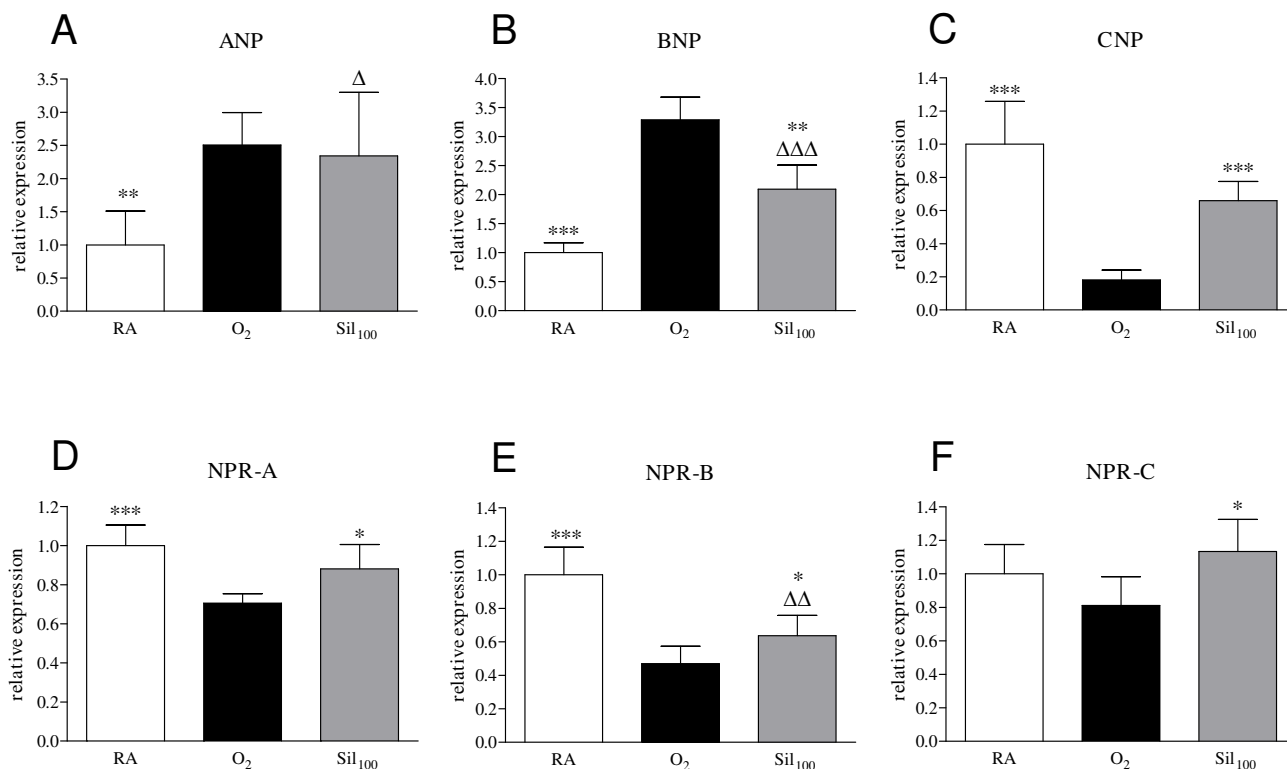 A
ANP
relative expression
3.5
3.0
2.5
2.0
1.5
1.0
0.5
0.0
**
Δ
RA
O₂
Sil₁₀₀
B
BNP
relative expression
4.0
3.5
3.0
2.5
2.0
1.5
1.0
0.5
0.0
***
**
ΔΔΔ
RA
O₂
Sil₁₀₀
C
CNP
relative expression
1.4
1.2
1.0
0.8
0.6
0.4
0.2
0.0
***
***
RA
O₂
Sil₁₀₀
D
NPR-A
relative expression
1.2
1.0
0.8
0.6
0.4
0.2
0.0
***
*
RA
O₂
Sil₁₀₀
E
NPR-B
relative expression
1.4
1.2
1.0
0.8
0.6
0.4
0.2
0.0
***
*
ΔΔ
RA
O₂
Sil₁₀₀
F
NPR-C
relative expression
1.4
1.2
1.0
0.8
0.6
0.4
0.2
0.0
*
RA
O₂
Sil₁₀₀